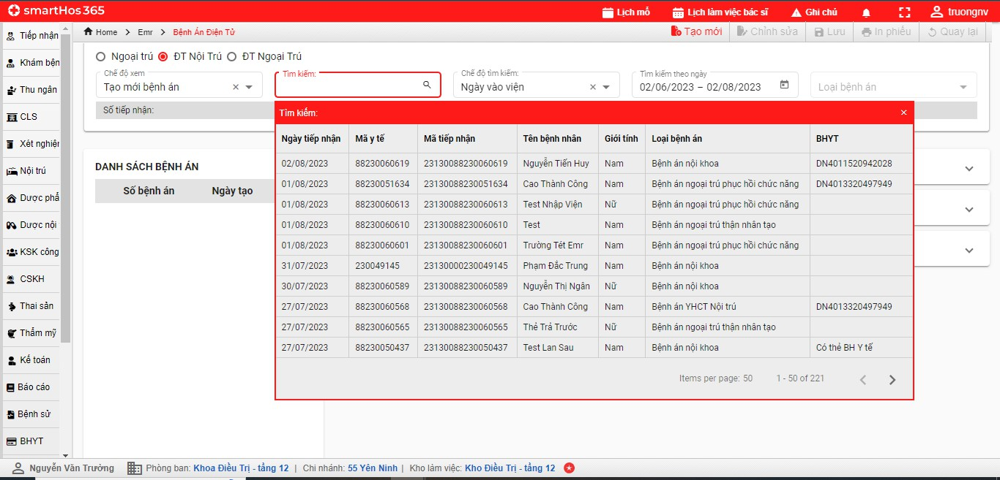 smartHos 365
Lịch mổ
Lịch làm việc bác sĩ
Ghi chú
truongnv
Home > Emr > Bệnh Án Điện Tử
Tạo mới
Chỉnh sửa
Lưu
In phiếu
Quay lại
Tiếp nhận
Khám bện
Thu ngân
CLS
Xét nghiện
Nội trú
Dược phẩ
Dược nội
KSK công
CSKH
Thai sản
Thẩm mỹ
Kế toán
Báo cáo
Bệnh sử
BHYT
Ngoại trú ĐT Nội Trú ĐT Ngoại Trú
Chế độ xem
Tạo mới bệnh án
Tìm kiếm:
Chế độ tìm kiếm:
Ngày vào viện
Tìm kiếm theo ngày
02/06/2023 – 02/08/2023
Loại bệnh án
Số tiếp nhận:
DANH SÁCH BỆNH ÁN
Số bệnh án Ngày tạo
Tìm kiếm: ×
Ngày tiếp nhận Mã y tế Mã tiếp nhận Tên bệnh nhân Giới tính Loại bệnh án BHYT
02/08/2023 88230060619 23130088230060619 Nguyễn Tiến Huy Nam Bệnh án nội khoa DN4011520942028
01/08/2023 88230051634 23130088230051634 Cao Thành Công Nam Bệnh án ngoại trú phục hồi chức năng DN4013320497949
01/08/2023 88230060613 23130088230060613 Test Nhập Viện Nữ Bệnh án ngoại trú phục hồi chức năng
01/08/2023 88230060610 23130088230060610 Test Nam Bệnh án ngoại trú thận nhân tạo
01/08/2023 88230060601 23130088230060601 Trường Tét Emr Nam Bệnh án ngoại trú phục hồi chức năng
31/07/2023 230049145 23130000230049145 Phạm Đắc Trung Nam Bệnh án nội khoa
30/07/2023 88230060589 23130088230060589 Nguyễn Thị Ngân Nữ Bệnh án nội khoa
27/07/2023 88230060568 23130088230060568 Cao Thành Công Nam Bệnh án YHCT Nội trú DN4013320497949
27/07/2023 88230060565 23130088230060565 Thẻ Trả Trước Nữ Bệnh án ngoại trú thận nhân tạo
27/07/2023 88230050437 23130088230050437 Test Lan Sau Nam Bệnh án nội khoa Có thẻ BH Y tế
Items per page: 50 1 - 50 of 221
Nguyễn Văn Trường Phòng ban: Khoa Điều Trị - tầng 12 | Chi nhánh: 55 Yên Ninh | Kho làm việc: Kho Điều Trị - tầng 12